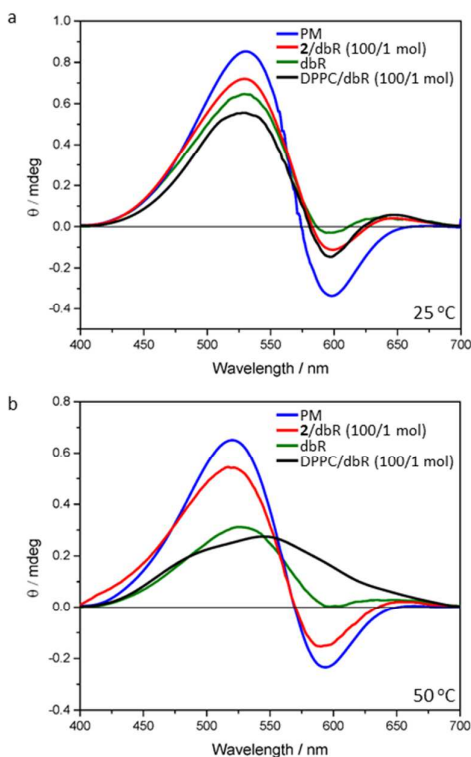 a
PM
2/dbR (100/1 mol)
dbR
DPPC/dbR (100/1 mol)
1.0
0.8
0.6
0.4
0.2
0.0
-0.2
-0.4
θ / mdeg
25 °C
400 450 500 550 600 650 700
Wavelength / nm
b
PM
2/dbR (100/1 mol)
dbR
DPPC/dbR (100/1 mol)
0.8
0.6
0.4
0.2
0.0
-0.2
-0.4
θ / mdeg
50 °C
400 450 500 550 600 650 700
Wavelength / nm